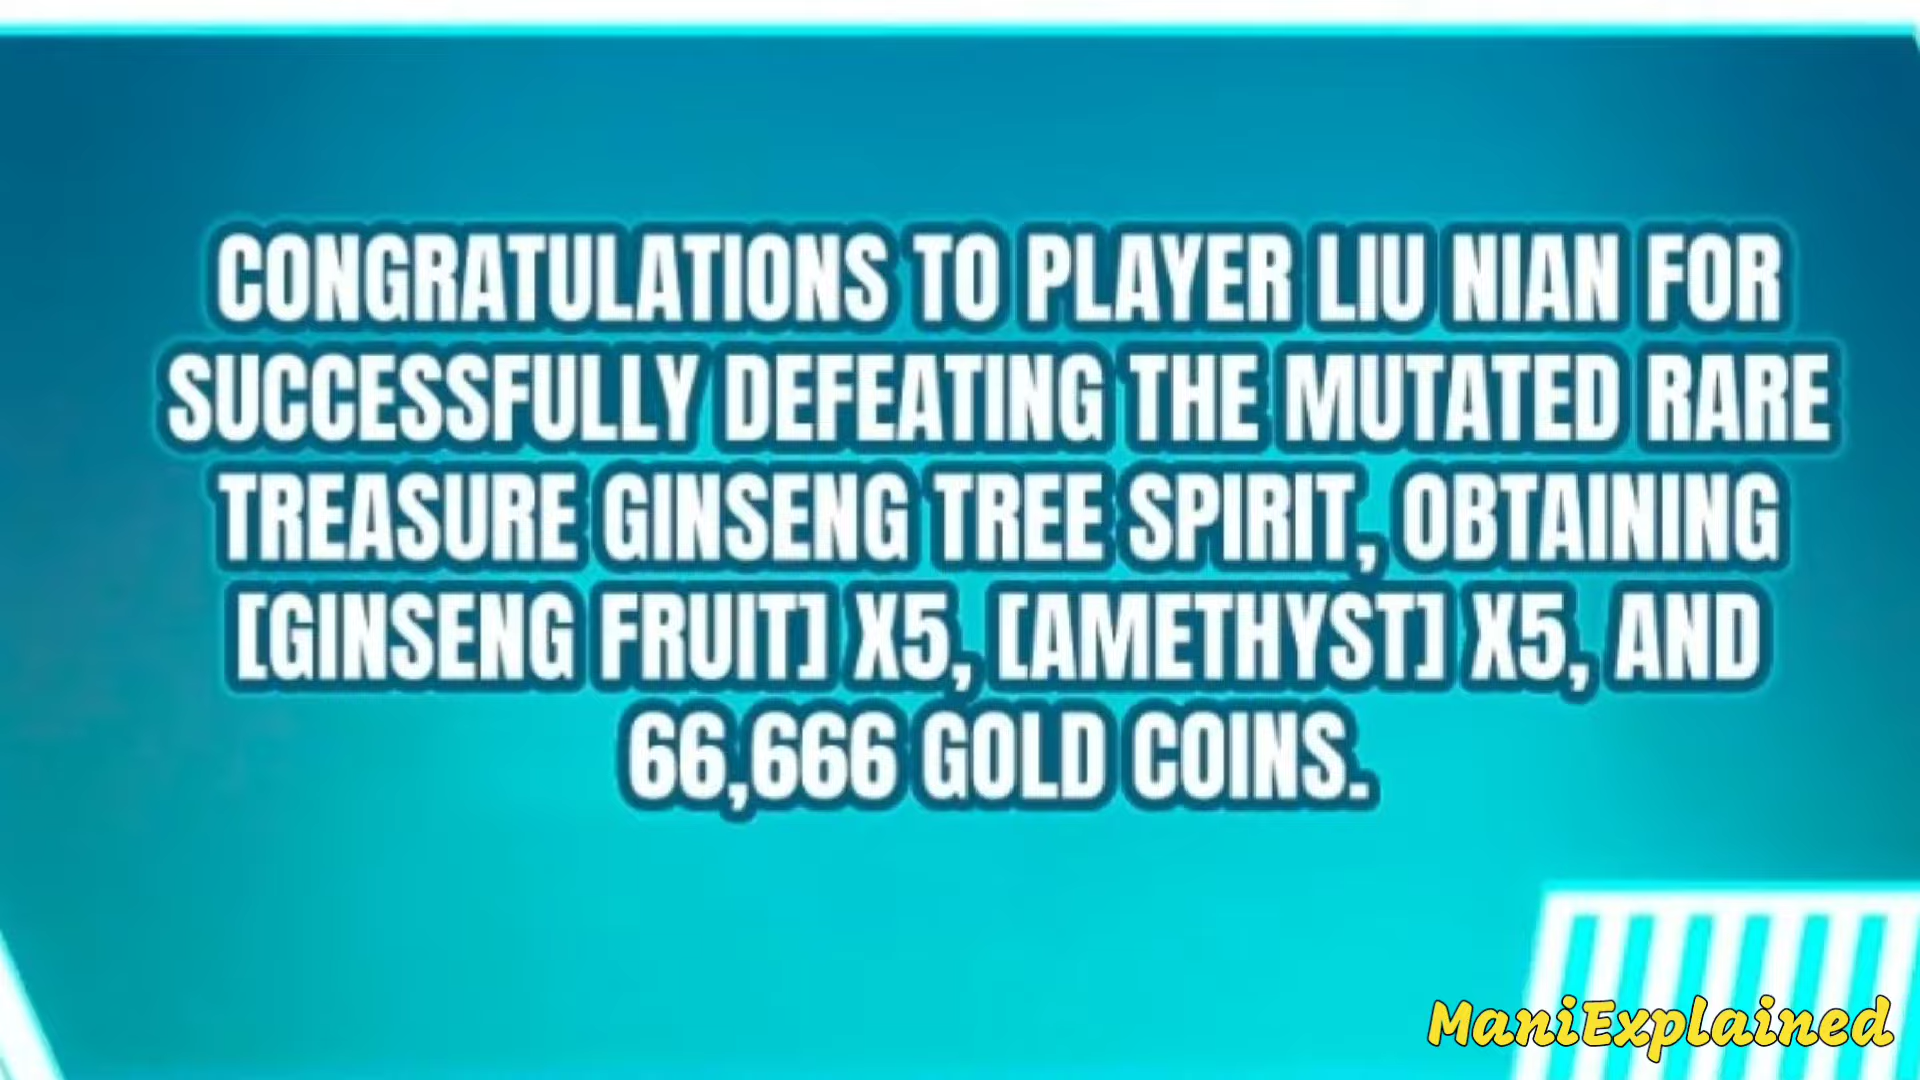 CONGRATULATIONS TO PLAYER LIU NIAN FOR
SUCCESSFULLY DEFEATING THE MUTATED RARE
TREASURE GINSENG TREE SPIRIT, OBTAINING
[GINSENG FRUIT] X5, [AMETHYST] X5, AND
66,666 GOLD COINS.
ManiExplained